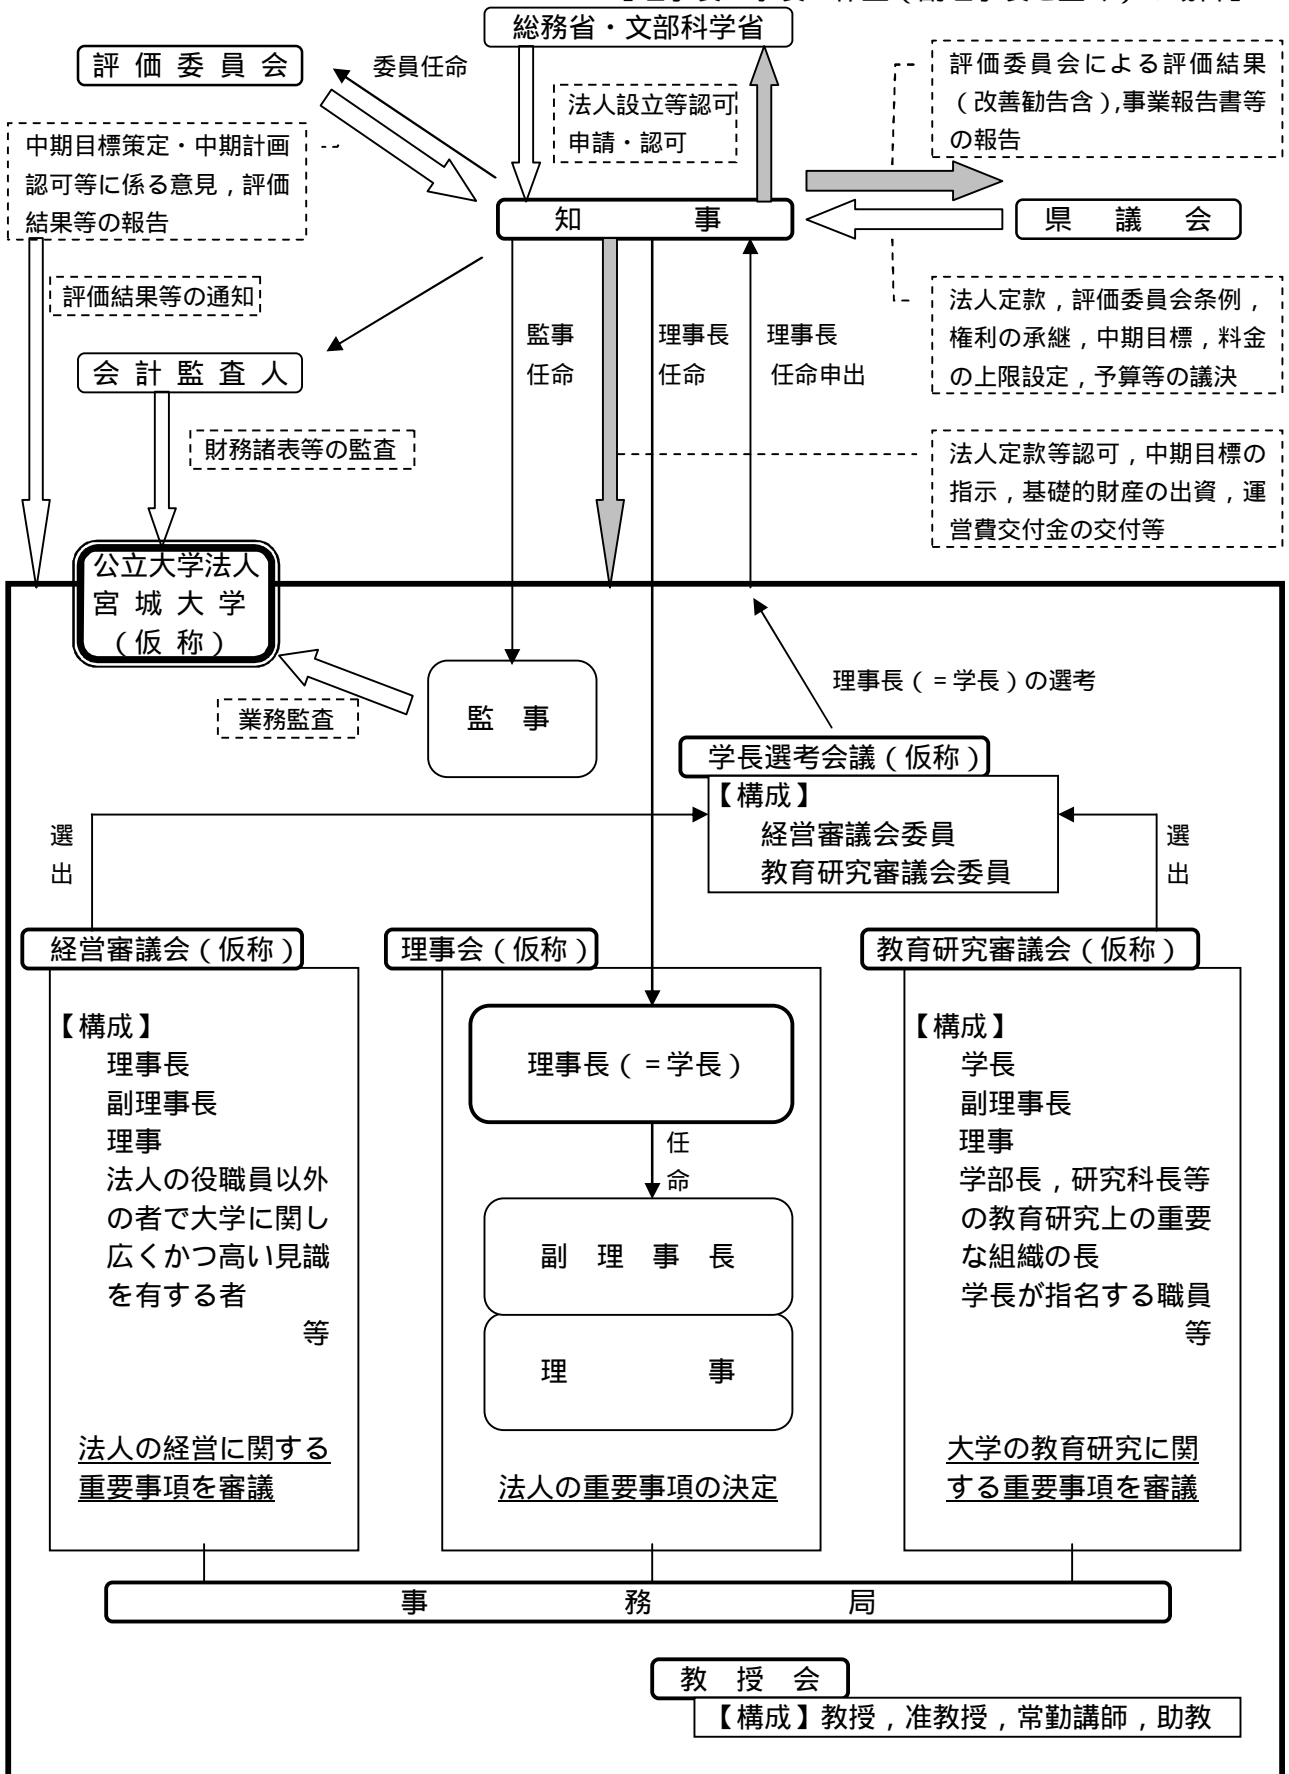 総務省・文部科学省
評価委員会
委員任命
法人設立等認可
申請・認可
評価委員会による評価結果
（改善勧告含）,事業報告書等
の報告
中期目標策定・中期計画
認可等に係る意見，評価
結果等の報告
知事
県議会
評価結果等の通知
監事
任命
理事長
任命
理事長
任命申出
法人定款，評価委員会条例，
権利の承継，中期目標，料金
の上限設定，予算等の議決
会計監査人
財務諸表等の監査
法人定款等認可，中期目標の
指示，基礎的財産の出資，運
営費交付金の交付等
公立大学法人
宮城大学
（仮称）
業務監査
監事
理事長（＝学長）の選考
学長選考会議（仮称）
【構成】
経営審議会委員
教育研究審議会委員
選
出
選
出
経営審議会（仮称）
【構成】
理事長
副理事長
理事
法人の役職員以外
の者で大学に関し
広くかつ高い見識
を有する者
等
法人の経営に関する
重要事項を審議
理事会（仮称）
理事長（＝学長）
任
命
副理事長
理事
法人の重要事項の決定
教育研究審議会（仮称）
【構成】
学長
副理事長
理事
学部長，研究科長等
の教育研究上の重要
な組織の長
学長が指名する職員
等
大学の教育研究に関
する重要事項を審議
事務局
教授会
【構成】教授，准教授，常勤講師，助教